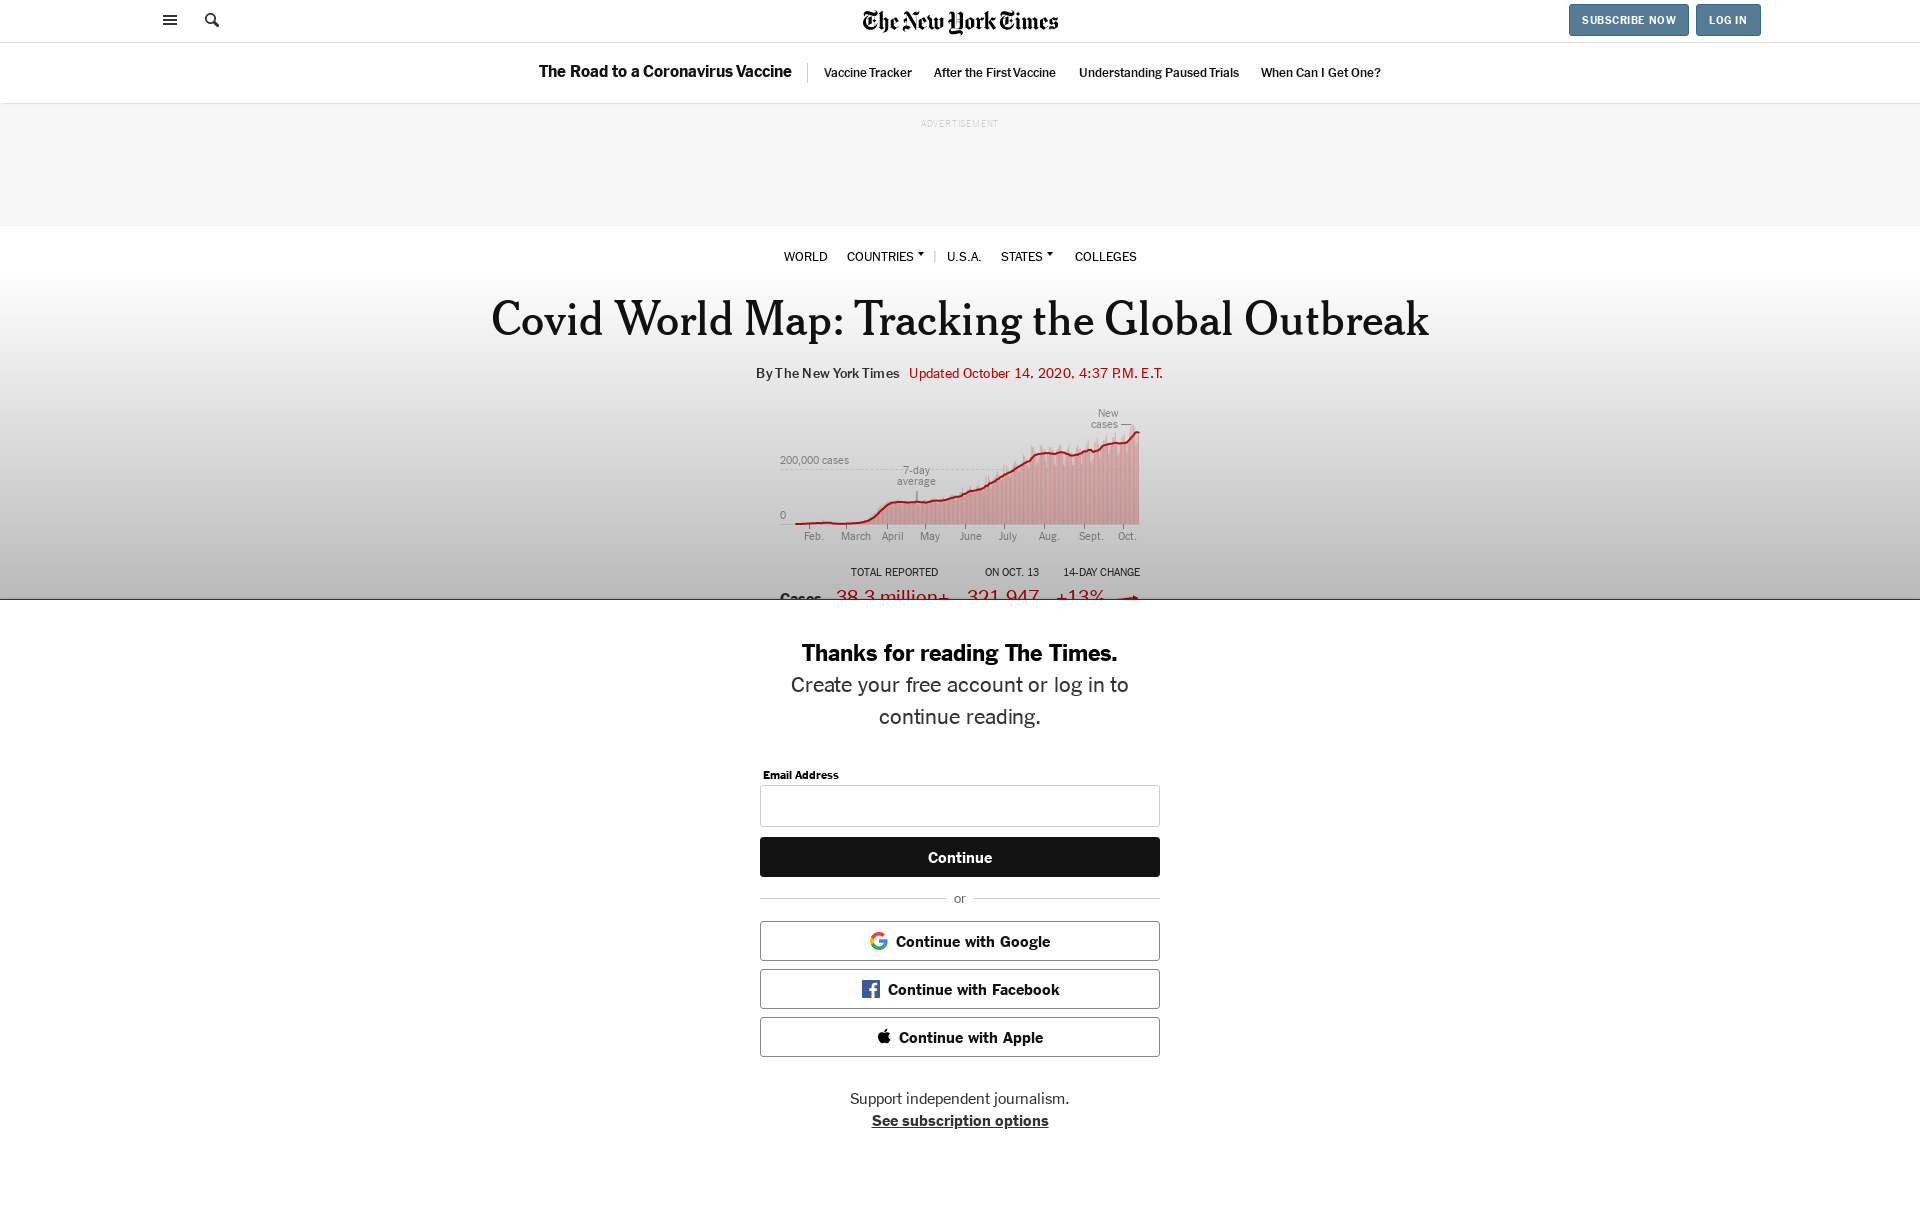 The New York Times
SUBSCRIBE NOW
LOG IN
The Road to a Coronavirus Vaccine
Vaccine Tracker
After the First Vaccine
Understanding Paused Trials
When Can I Get One?
ADVERTISEMENT
WORLD
COUNTRIES
U.S.A.
STATES
COLLEGES
Covid World Map: Tracking the Global Outbreak
By The New York Times Updated October 14, 2020, 4:37 P.M. E.T.
New
cases
200,000 cases
7-day
average
0
Feb. March April May June July Aug. Sept. Oct.
TOTAL REPORTED ON OCT. 13 14-DAY CHANGE
Cases 38.3 million+ 321,947 +13%
Thanks for reading The Times.
Create your free account or log in to
continue reading.
Email Address
Continue
or
Continue with Google
Continue with Facebook
Continue with Apple
Support independent journalism.
See subscription options